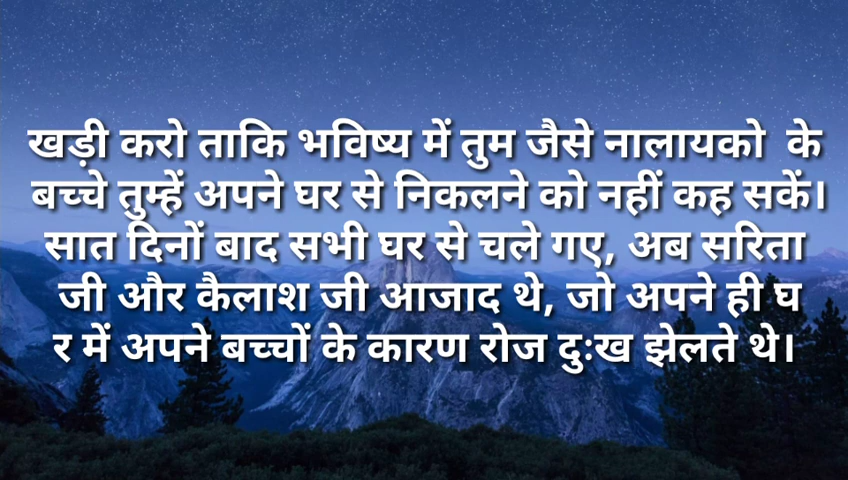 खड़ी करो ताकि भविष्य में तुम जैसे नालायको के
बच्चे तुम्हें अपने घर से निकलने को नहीं कह सकें।
सात दिनों बाद सभी घर से चले गए, अब सरिता
जी और कैलाश जी आजाद थे, जो अपने ही घ
र में अपने बच्चों के कारण रोज दुःख झेलते थे।